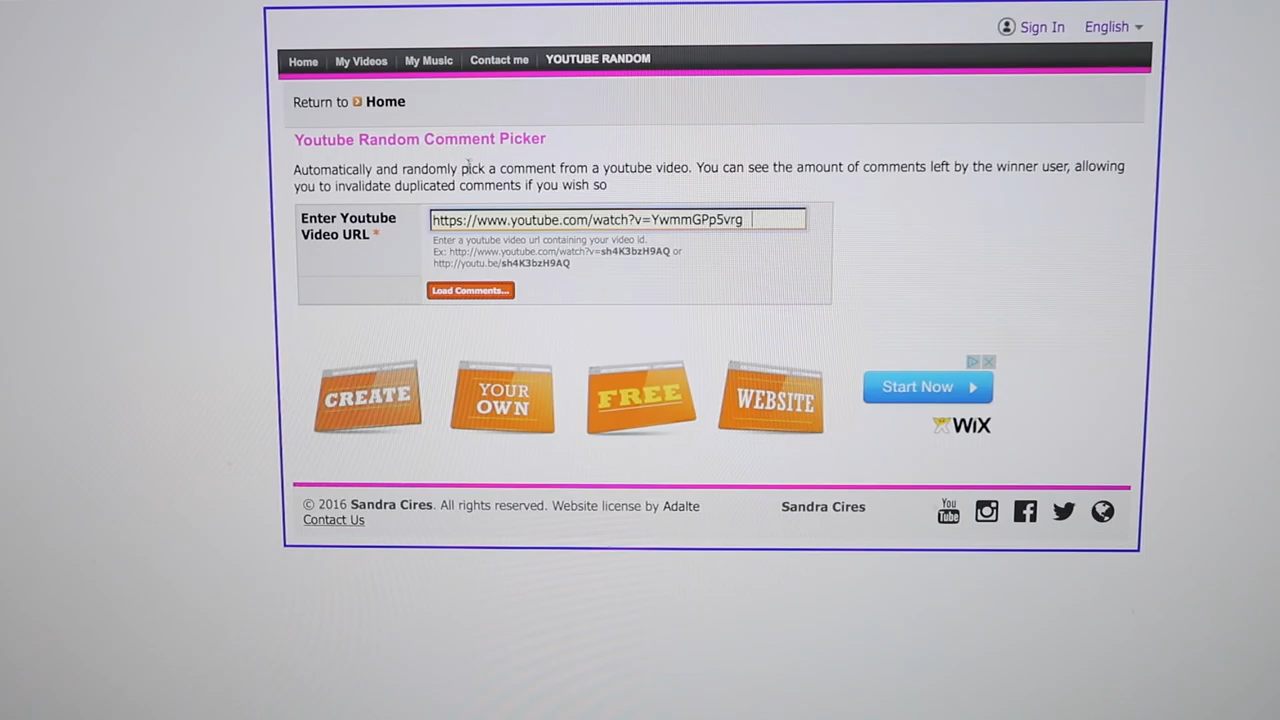 Sign In English
Home My Videos My Music Contact me YOUTUBE RANDOM
Return to Home
Youtube Random Comment Picker
Automatically and randomly pick a comment from a youtube video. You can see the amount of comments left by the winner user, allowing
you to invalidate duplicated comments if you wish so
Enter Youtube
Video URL *
https://www.youtube.com/watch?v=YwmmGPp5vrg
Enter a youtube video url containing your video id.
Ex: http://www.youtube.com/watch?v=sh4K3bzH9AQ or
http://youtu.be/sh4K3bzH9AQ
Load Comments...
CREATE
YOUR
OWN
FREE
WEBSITE
Start Now
WiX
© 2016 Sandra Cires. All rights reserved. Website license by Adalte
Contact Us
Sandra Cires
You
Tube